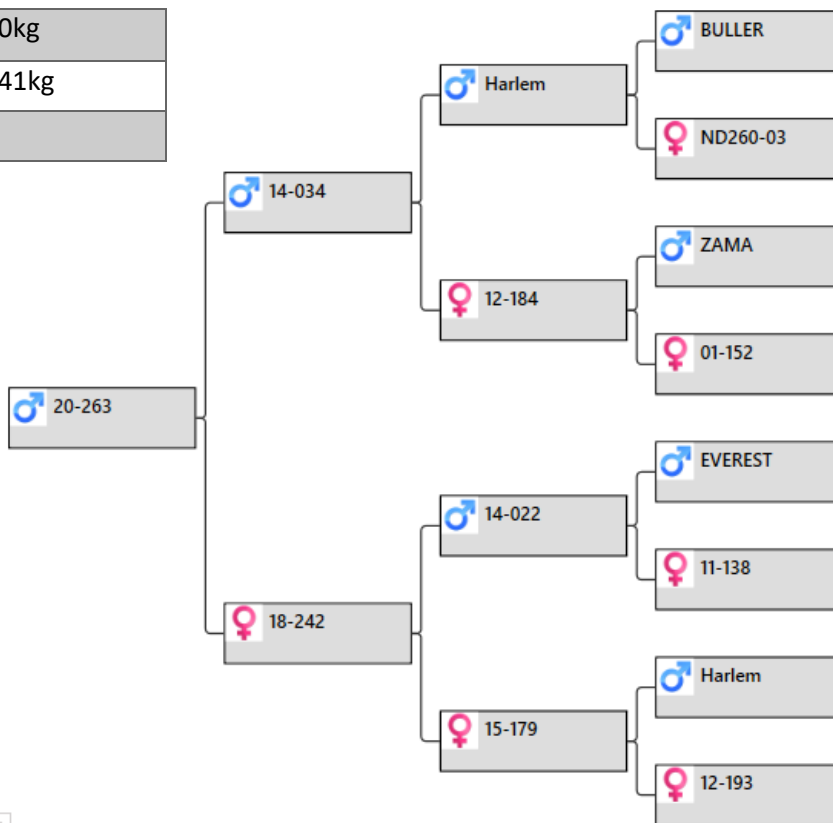 0kg
41kg
BULLER
Harlem
ND260-03
14-034
ZAMA
12-184
01-152
20-263
EVEREST
14-022
11-138
18-242
Harlem
15-179
12-193